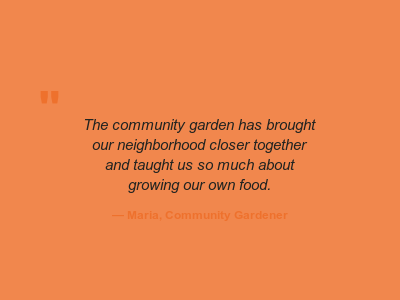 "
The community garden has brought
our neighborhood closer together
and taught us so much about
growing our own food.
— Maria, Community Gardener